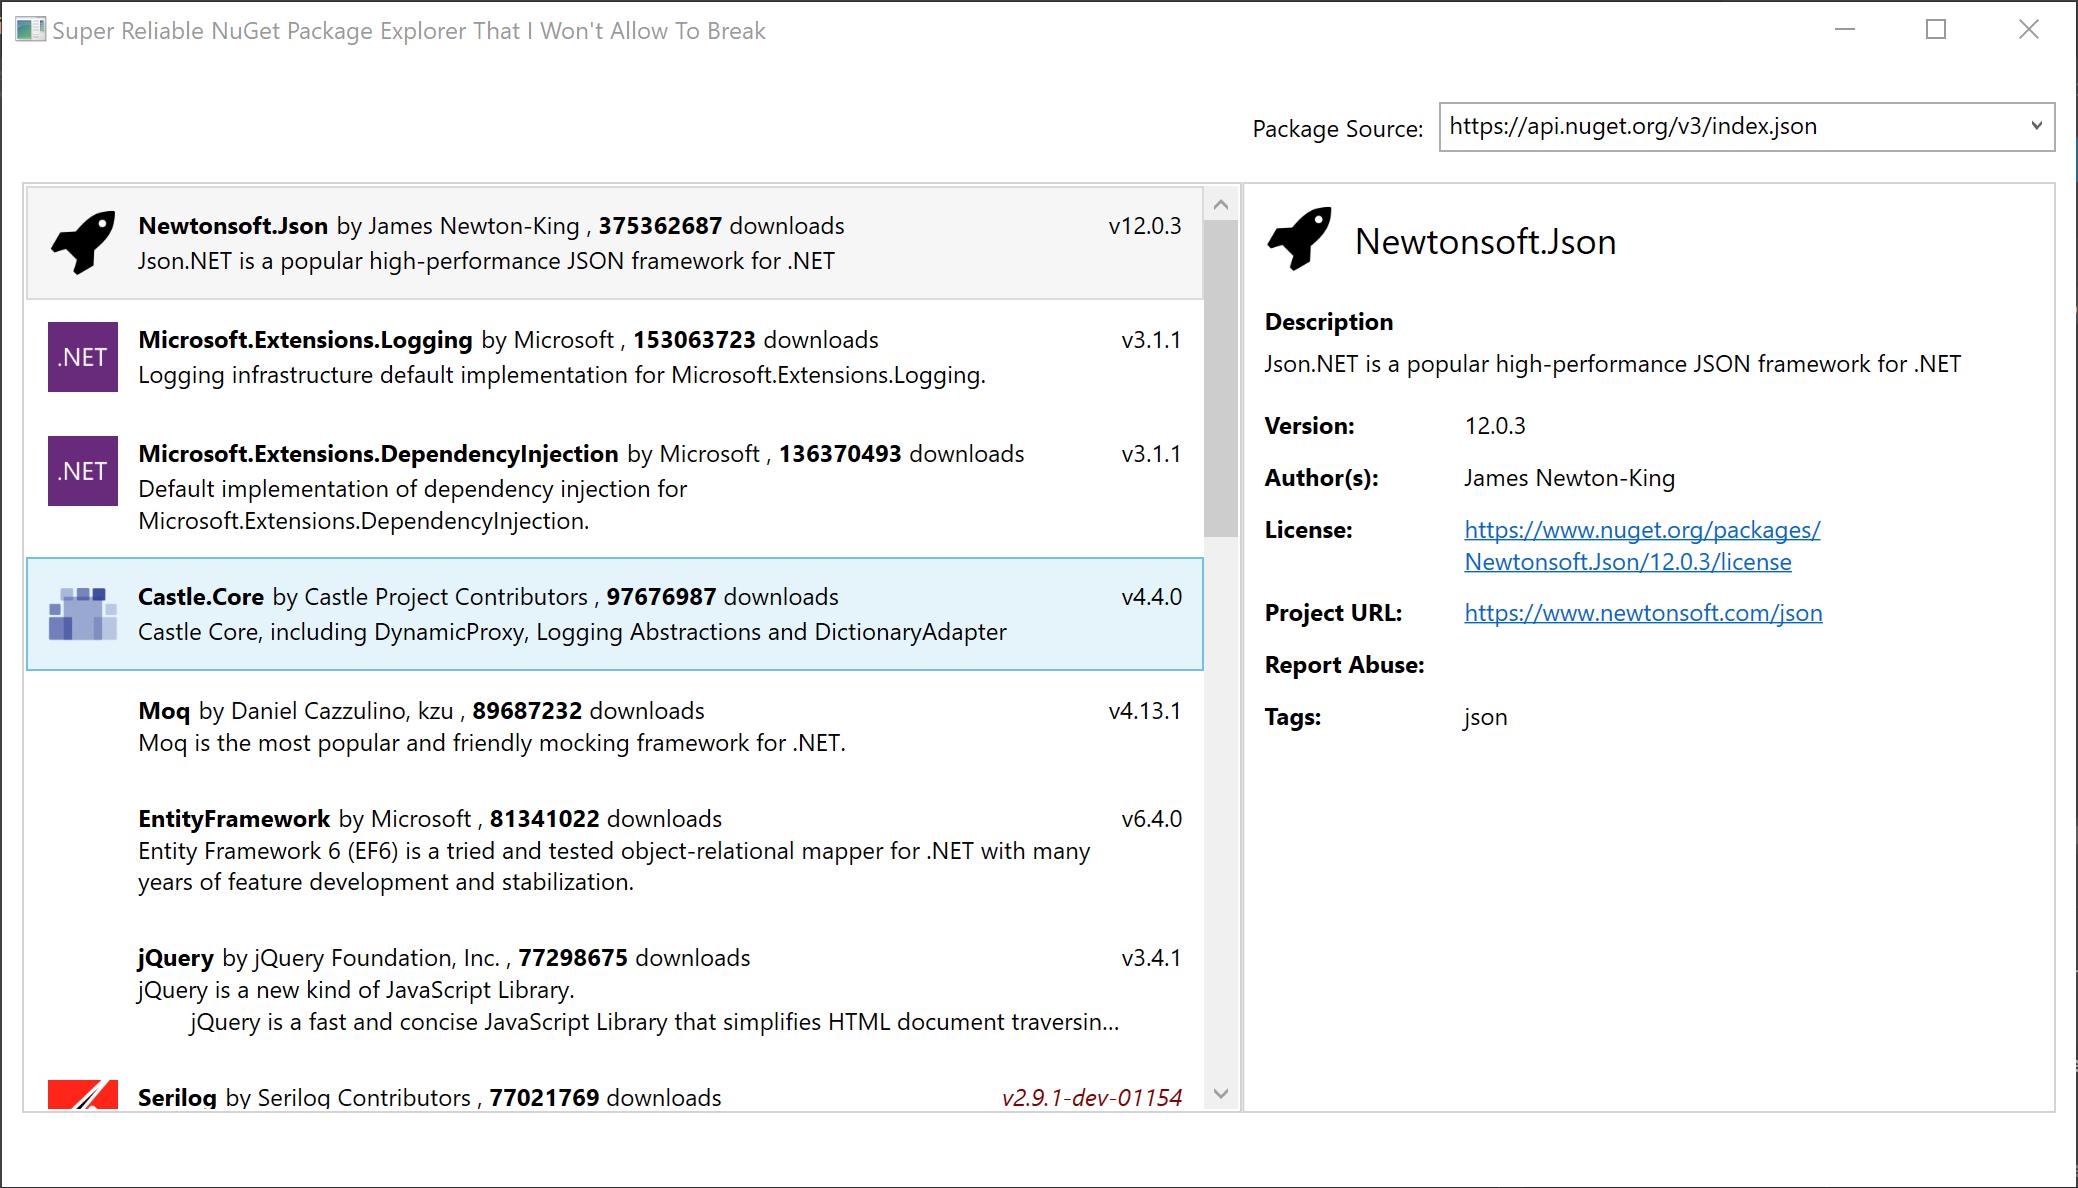 Super Reliable NuGet Package Explorer That I Won't Allow To Break
Package Source: https://api.nuget.org/v3/index.json
Newtonsoft.Json by James Newton-King , 375362687 downloads v12.0.3
Json.NET is a popular high-performance JSON framework for .NET
.NET
Microsoft.Extensions.Logging by Microsoft , 153063723 downloads v3.1.1
Logging infrastructure default implementation for Microsoft.Extensions.Logging.
.NET
Microsoft.Extensions.DependencyInjection by Microsoft , 136370493 downloads v3.1.1
Default implementation of dependency injection for
Microsoft.Extensions.DependencyInjection.
Castle.Core by Castle Project Contributors , 97676987 downloads v4.4.0
Castle Core, including DynamicProxy, Logging Abstractions and DictionaryAdapter
Moq by Daniel Cazzulino, kzu , 89687232 downloads v4.13.1
Moq is the most popular and friendly mocking framework for .NET.
EntityFramework by Microsoft , 81341022 downloads v6.4.0
Entity Framework 6 (EF6) is a tried and tested object-relational mapper for .NET with many
years of feature development and stabilization.
jQuery by jQuery Foundation, Inc. , 77298675 downloads v3.4.1
jQuery is a new kind of JavaScript Library.
jQuery is a fast and concise JavaScript Library that simplifies HTML document traversin...
Serilog by Serilog Contributors , 77021769 downloads v2.9.1-dev-01154
Newtonsoft.Json
Description
Json.NET is a popular high-performance JSON framework for .NET
Version: 12.0.3
Author(s): James Newton-King
License: https://www.nuget.org/packages/
Newtonsoft.Json/12.0.3/license
Project URL: https://www.newtonsoft.com/json
Report Abuse:
Tags: json